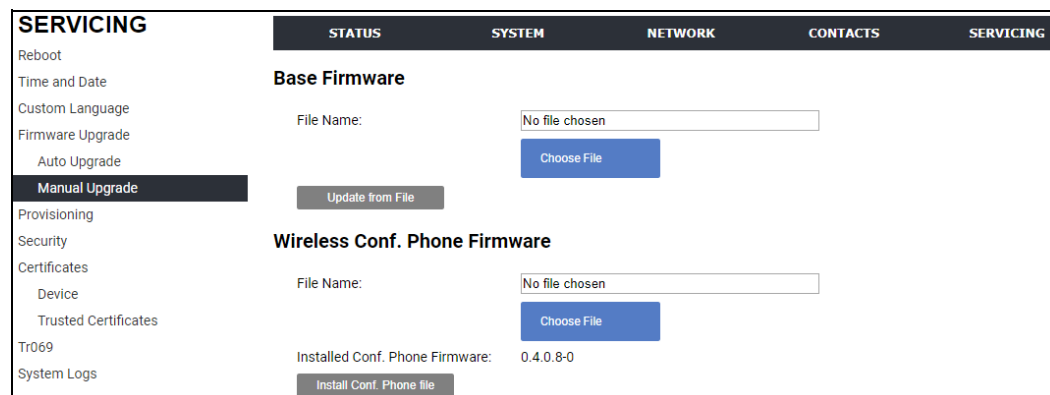 SERVICING
Reboot
Time and Date
Custom Language
Firmware Upgrade
Auto Upgrade
Manual Upgrade
Provisioning
Security
Certificates
Device
Trusted Certificates
Tr069
System Logs
STATUS SYSTEM NETWORK CONTACTS SERVICING
Base Firmware
File Name: No file chosen
Choose File
Update from File
Wireless Conf. Phone Firmware
File Name: No file chosen
Choose File
Installed Conf. Phone Firmware: 0.4.0.8-0
Install Conf. Phone file